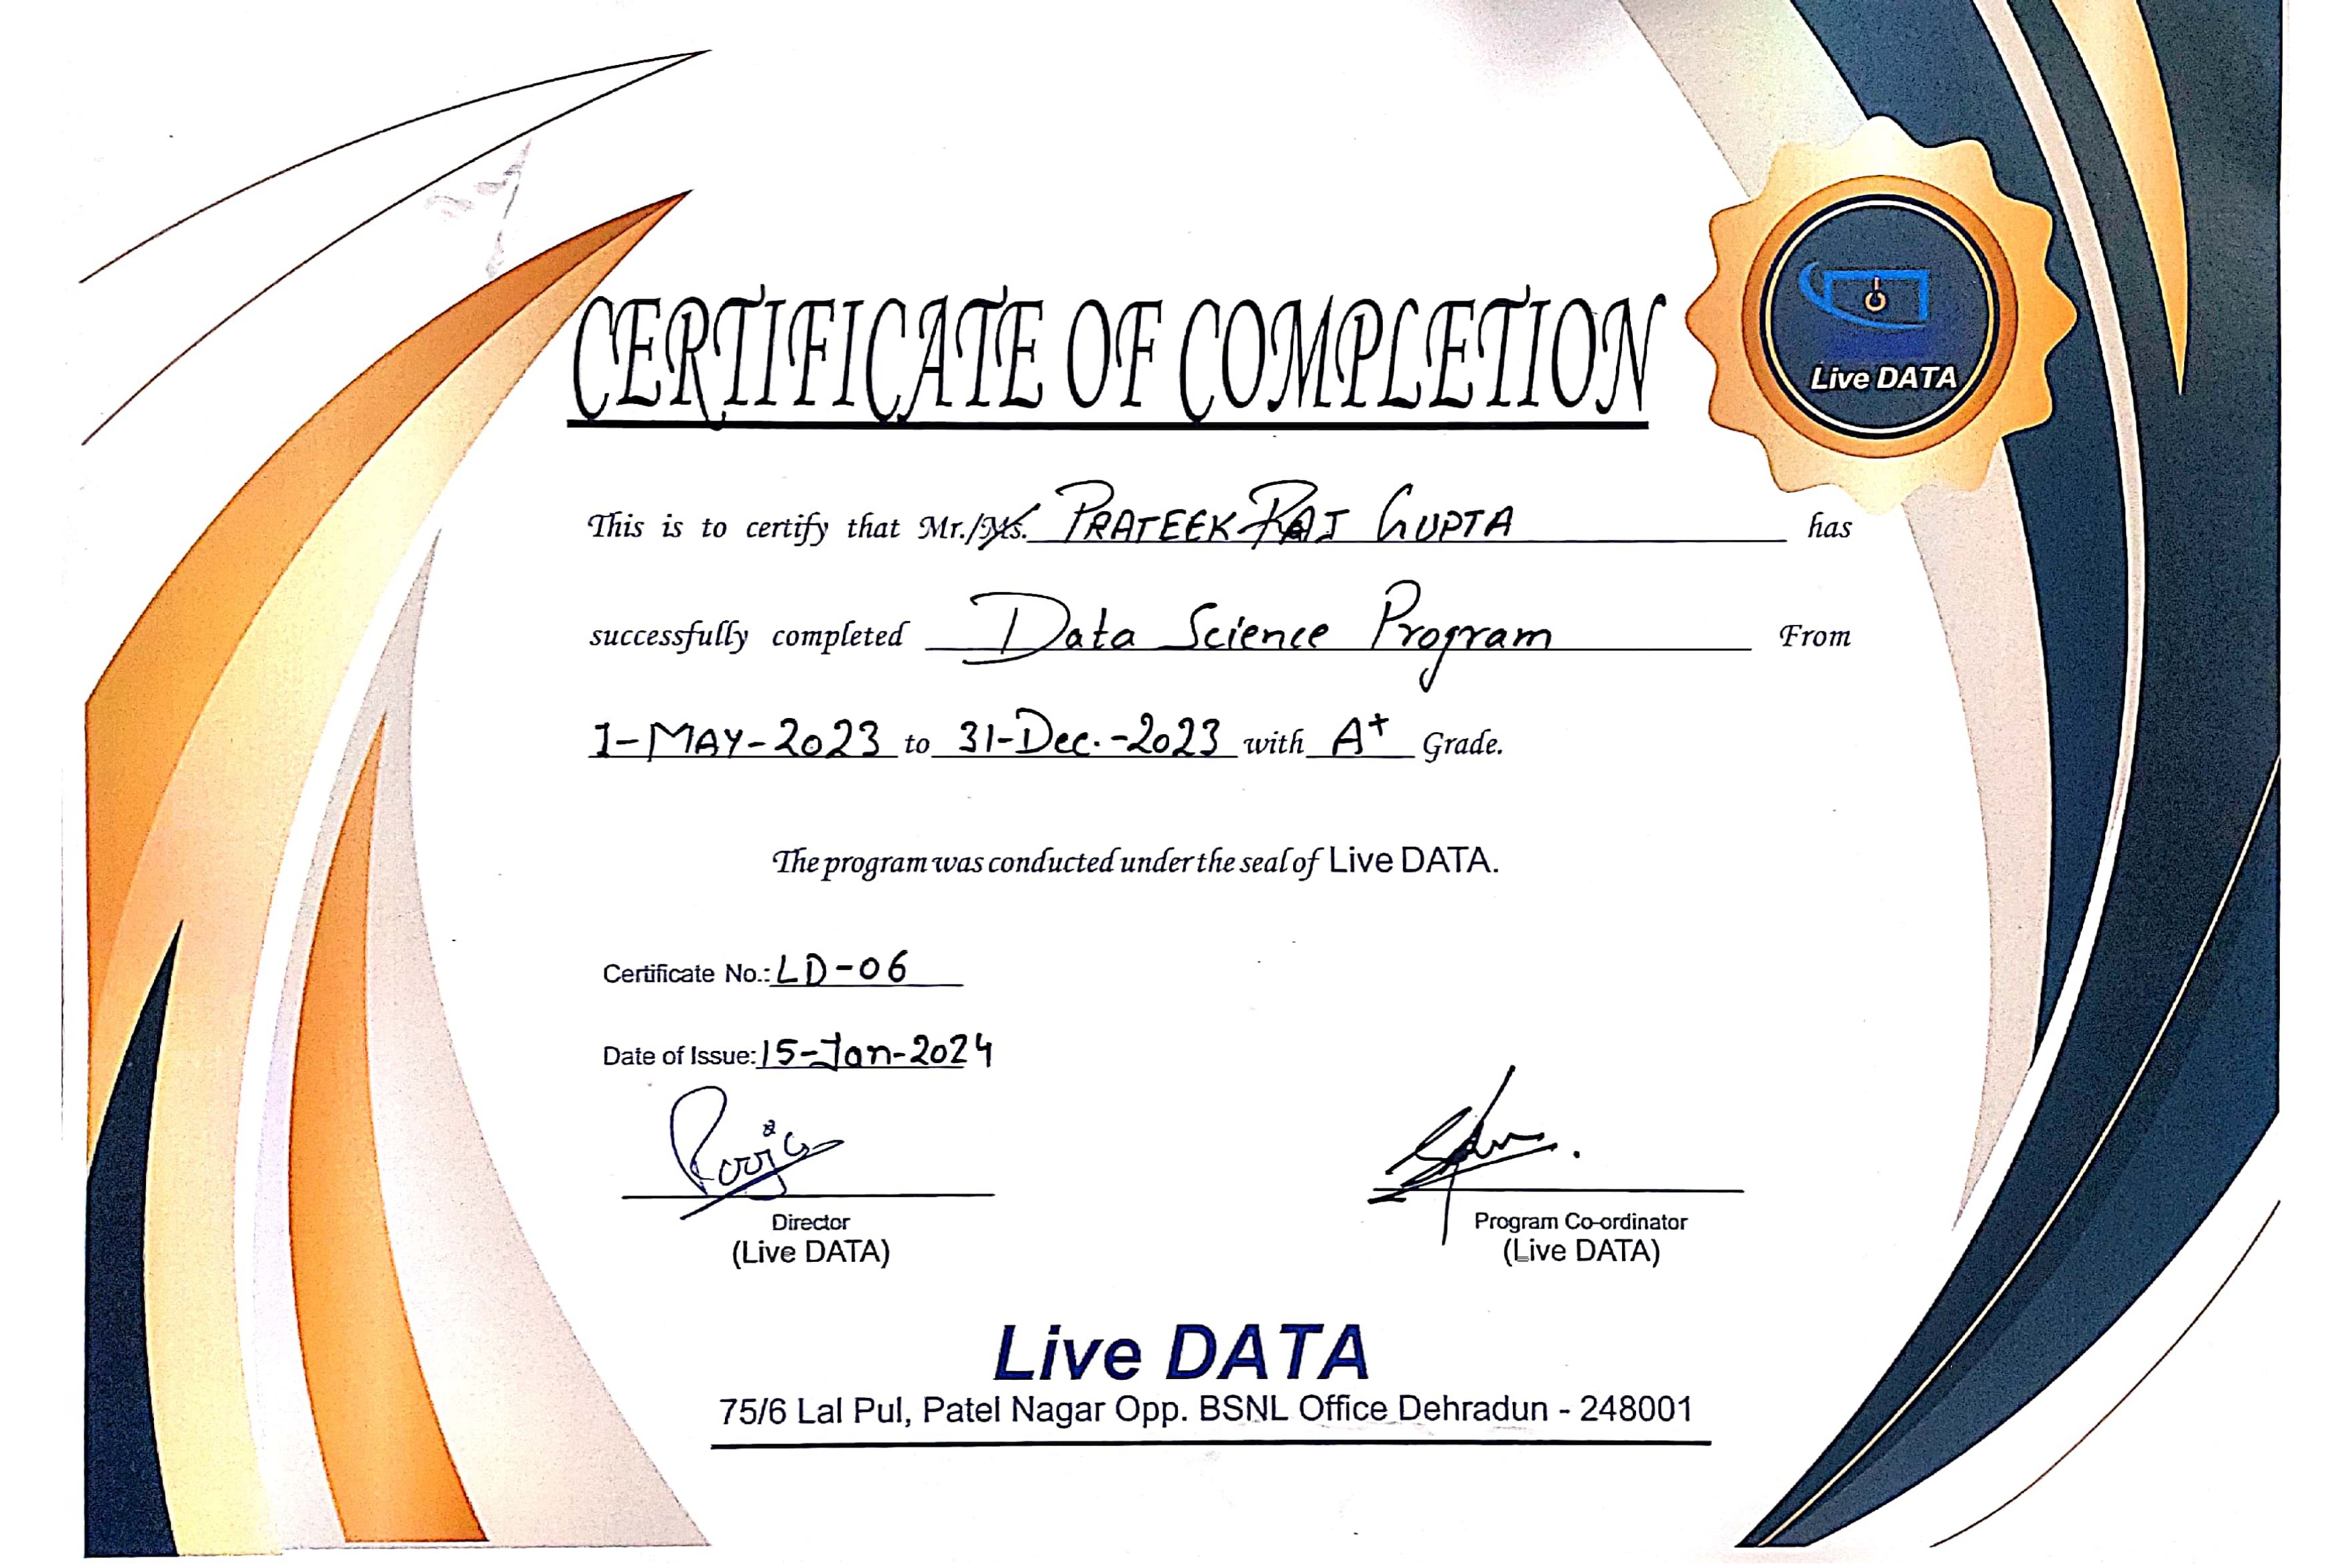 Live DATA
CERTIFICATE OF COMPLETION
This is to certify that Mr./Ms. PRATEEK RAJ GUPTA has
successfully completed Data Science Program From
1-MAY-2023 to 31-Dec.-2023 with A+ Grade.
The program was conducted under the seal of Live DATA.
Certificate No.: LD-06
Date of Issue: 15-Jan-2024
Pooja
Director
(Live DATA)
Program Co-ordinator
(Live DATA)
Live DATA
75/6 Lal Pul, Patel Nagar Opp. BSNL Office Dehradun - 248001